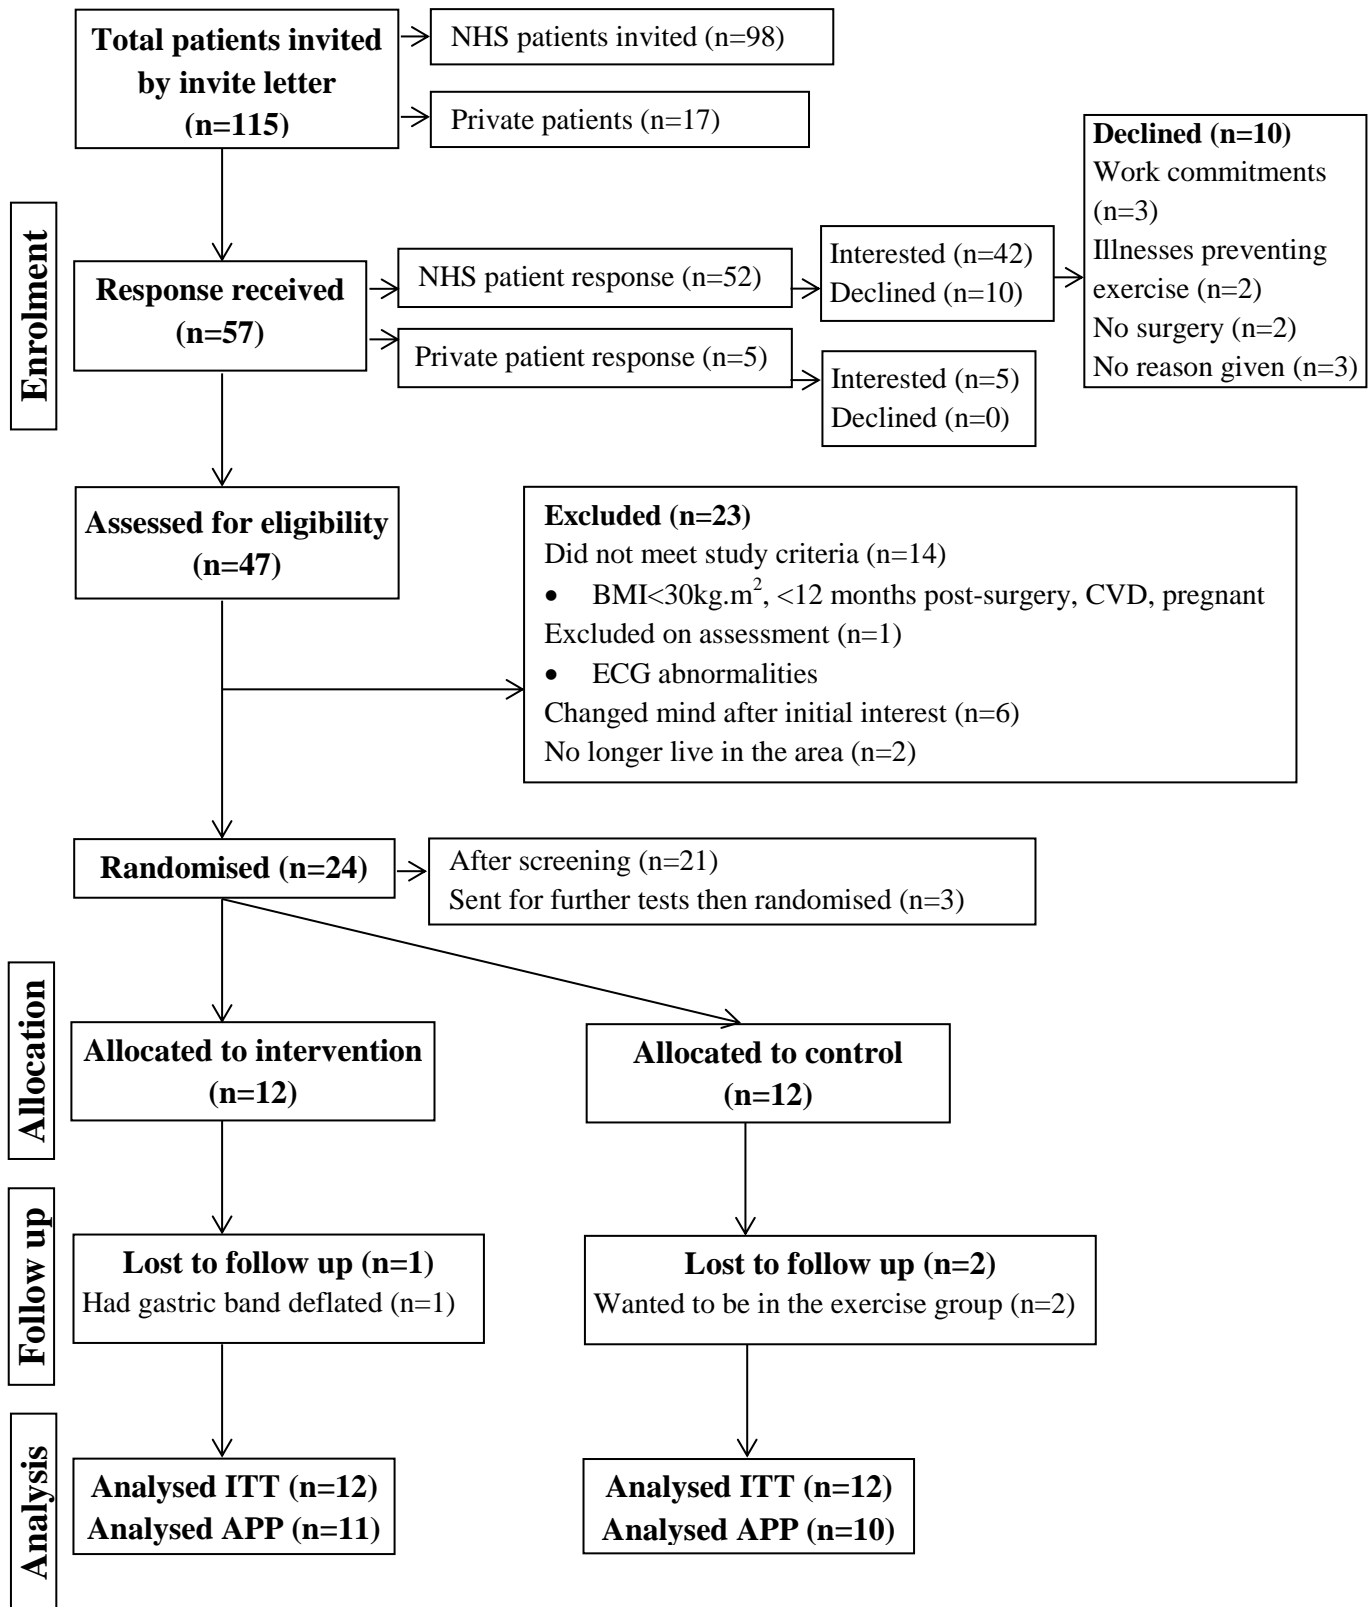 Total patients invited
by invite letter
(n=115)
NHS patients invited (n=98)
Private patients (n=17)
Enrolment
Response received
(n=57)
NHS patient response (n=52)
Private patient response (n=5)
Interested (n=42)
Declined (n=10)
Interested (n=5)
Declined (n=0)
Declined (n=10)
Work commitments
(n=3)
Illnesses preventing
exercise (n=2)
No surgery (n=2)
No reason given (n=3)
Assessed for eligibility
(n=47)
Excluded (n=23)
Did not meet study criteria (n=14)
• BMI<30kg.m², <12 months post-surgery, CVD, pregnant
Excluded on assessment (n=1)
• ECG abnormalities
Changed mind after initial interest (n=6)
No longer live in the area (n=2)
Randomised (n=24)
After screening (n=21)
Sent for further tests then randomised (n=3)
Allocation
Allocated to intervention
(n=12)
Allocated to control
(n=12)
Follow up
Lost to follow up (n=1)
Had gastric band deflated (n=1)
Lost to follow up (n=2)
Wanted to be in the exercise group (n=2)
Analysis
Analysed ITT (n=12)
Analysed APP (n=11)
Analysed ITT (n=12)
Analysed APP (n=10)